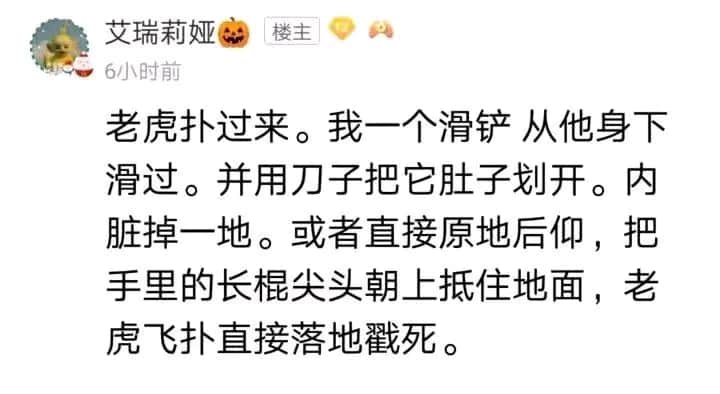 艾瑞莉娅🎃 楼主
6小时前
老虎扑过来。我一个滑铲 从他身下
滑过。并用刀子把它肚子划开。内
脏掉一地。或者直接原地后仰，把
手里的长棍尖头朝上抵住地面，老
虎飞扑直接落地戳死。